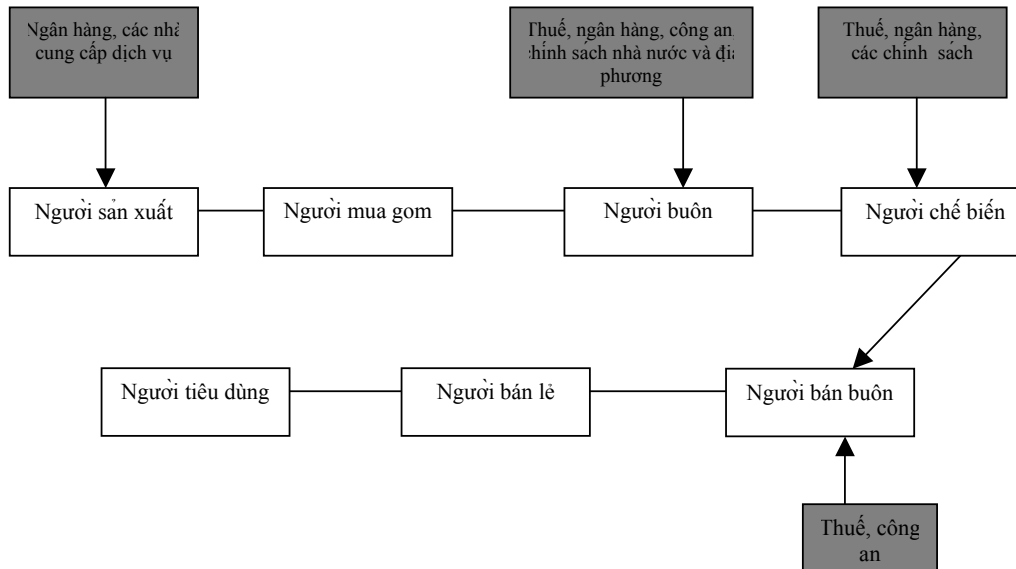 Ngân hàng, các nhà
cung cấp dịch vụ
Thuế, ngân hàng, công an,
chính sách nhà nước và địa
phương
Thuế, ngân hàng,
các chính sách
Người sản xuất
Người mua gom
Người buôn
Người chế biến
Người tiêu dùng
Người bán lẻ
Người bán buôn
Thuế, công
an